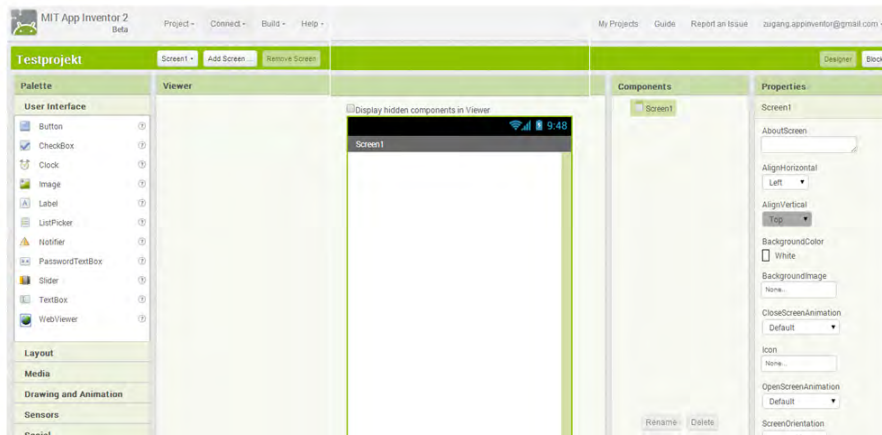 MIT App Inventor 2
Beta
Project
Connect
Build
Help
My Projects
Guide
Report an Issue
zugang.appinventor@gmail.com
Testprojekt
Screen1
Add Screen ...
Remove Screen
Designer
Block
Palette
User Interface
Button
CheckBox
Clock
Image
Label
ListPicker
Notifier
PasswordTextBox
Slider
TextBox
WebViewer
Layout
Media
Drawing and Animation
Sensors
Social
Viewer
Display hidden components in Viewer
9:48
Screen1
Components
Screen1
Rename
Delete
Properties
Screen1
AboutScreen
AlignHorizontal
Left
AlignVertical
Top
BackgroundColor
White
BackgroundImage
None...
CloseScreenAnimation
Default
Icon
None...
OpenScreenAnimation
Default
ScreenOrientation